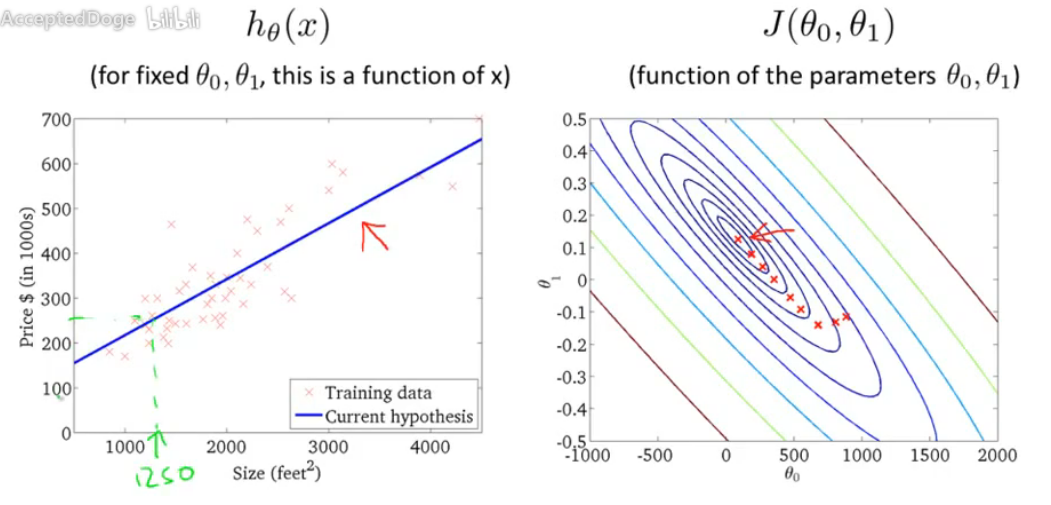 AcceptedDoge bilibili
hθ(x)
(for fixed θ₀, θ₁, this is a function of x)
700
600
500
400
300
200
100
0
Price $ (in 1000s)
1000
2000
3000
4000
Size (feet²)
Training data
Current hypothesis
1250
J(θ₀, θ₁)
(function of the parameters θ₀, θ₁)
0.5
0.4
0.3
0.2
0.1
0
-0.1
-0.2
-0.3
-0.4
-0.5
θ₁
-1000
-500
0
500
1000
1500
2000
θ₀